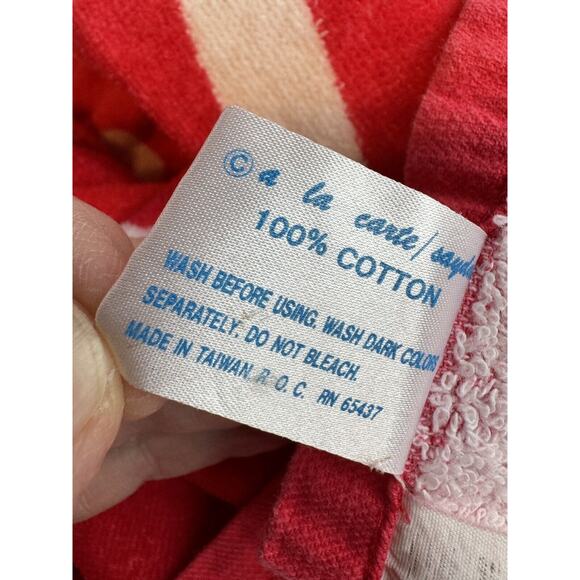 © a la carte/
100% COTTON
WASH BEFORE USING. WASH DARK COLORS
SEPARATELY. DO NOT BLEACH.
MADE IN TAIWAN R.O.C. RN 65437